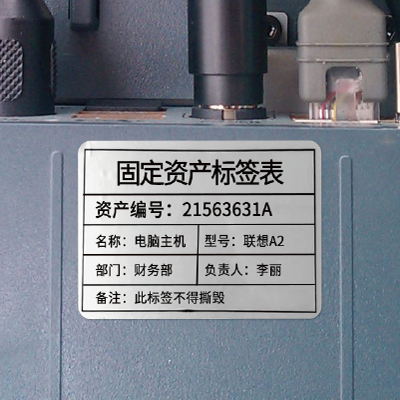 固定资产标签表
资产编号：21563631A
名称：电脑主机 型号：联想A2
部门：财务部 负责人：李丽
备注：此标签不得撕毁